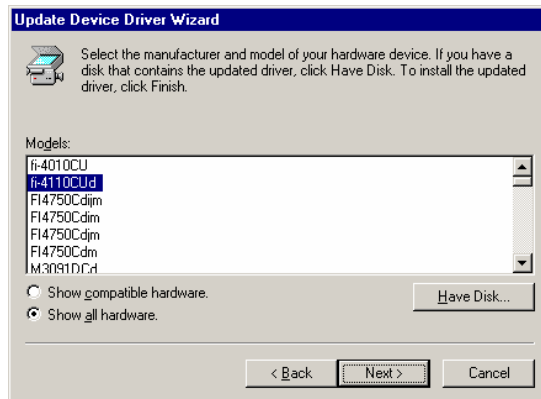 Update Device Driver Wizard
Select the manufacturer and model of your hardware device. If you have a
disk that contains the updated driver, click Have Disk. To install the updated
driver, click Finish.
Models:
fi-4010CU
fi-4110CUd
FI4750Cdijm
FI4750Cdim
FI4750Cdjm
FI4750Cdm
M3091DCd
Show compatible hardware.
Have Disk...
Show all hardware.
< Back
Next >
Cancel